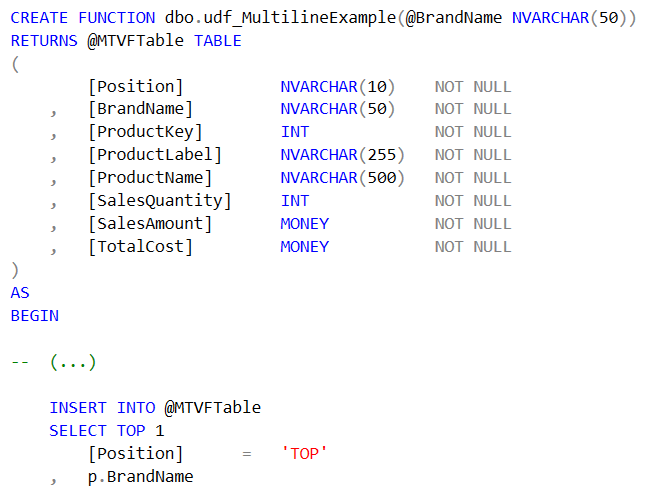 CREATE FUNCTION dbo.udf_MultilineExample(@BrandName NVARCHAR(50))
RETURNS @MTVFTable TABLE
(
[Position] NVARCHAR(10) NOT NULL
, [BrandName] NVARCHAR(50) NOT NULL
, [ProductKey] INT NOT NULL
, [ProductLabel] NVARCHAR(255) NOT NULL
, [ProductName] NVARCHAR(500) NOT NULL
, [SalesQuantity] INT NOT NULL
, [SalesAmount] MONEY NOT NULL
, [TotalCost] MONEY NOT NULL
)
AS
BEGIN
-- (...)
INSERT INTO @MTVFTable
SELECT TOP 1
[Position] = 'TOP'
, p.BrandName